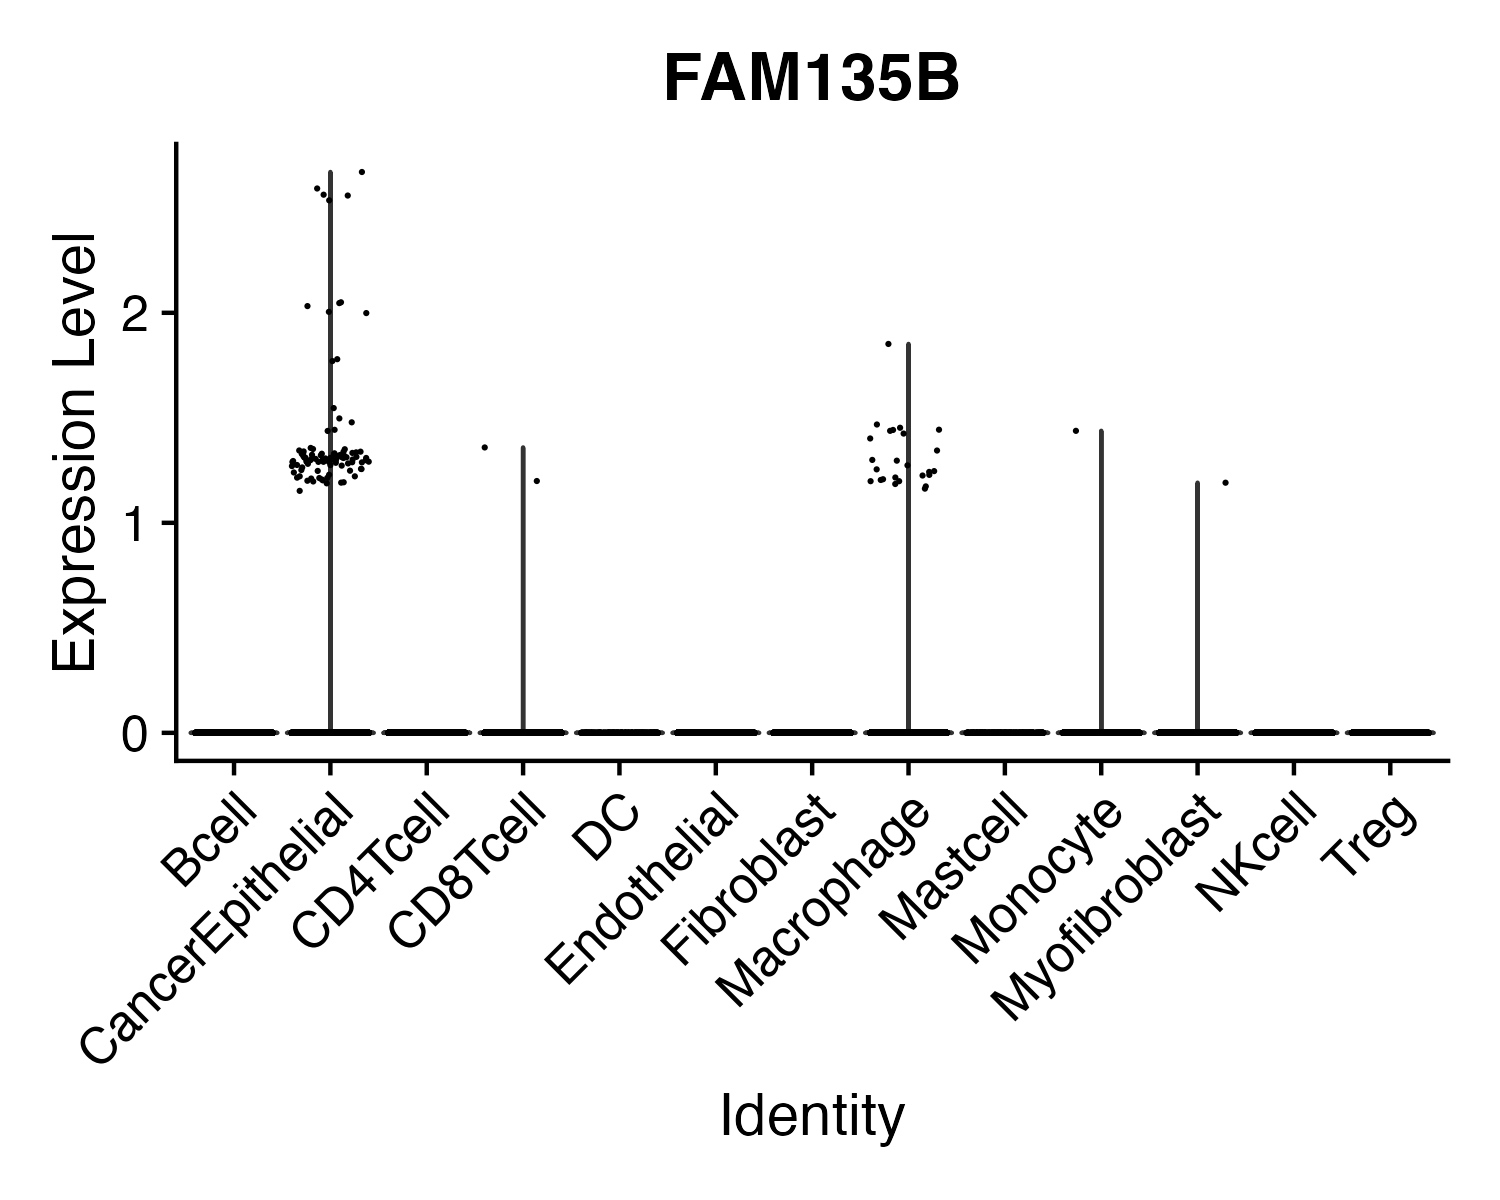 FAM135B
Expression Level
2
1
0
Bcell
CancerEpithelial
CD4Tcell
CD8Tcell
DC
Endothelial
Fibroblast
Macrophage
Mastcell
Monocyte
Myofibroblast
NKcell
Treg
Identity